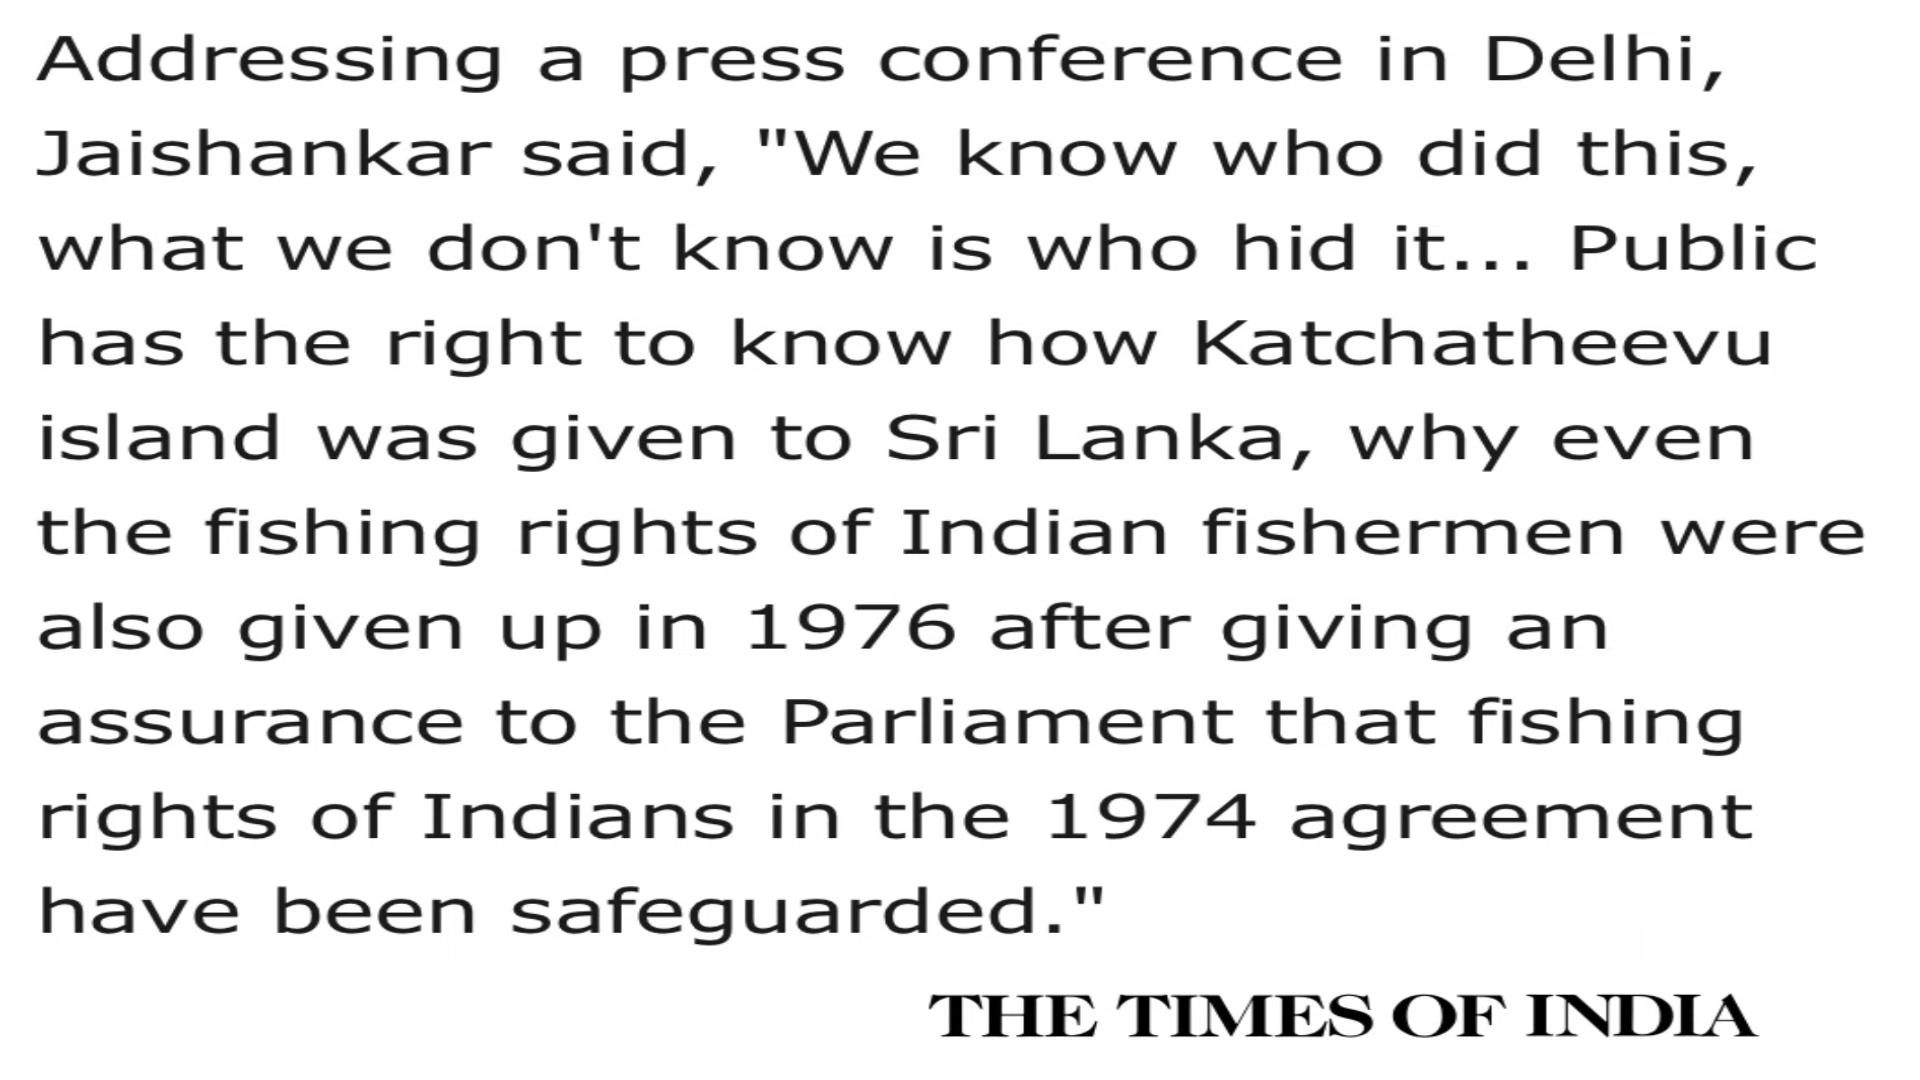 Addressing a press conference in Delhi,
Jaishankar said, "We know who did this,
what we don't know is who hid it... Public
has the right to know how Katchatheevu
island was given to Sri Lanka, why even
the fishing rights of Indian fishermen were
also given up in 1976 after giving an
assurance to the Parliament that fishing
rights of Indians in the 1974 agreement
have been safeguarded."
THE TIMES OF INDIA